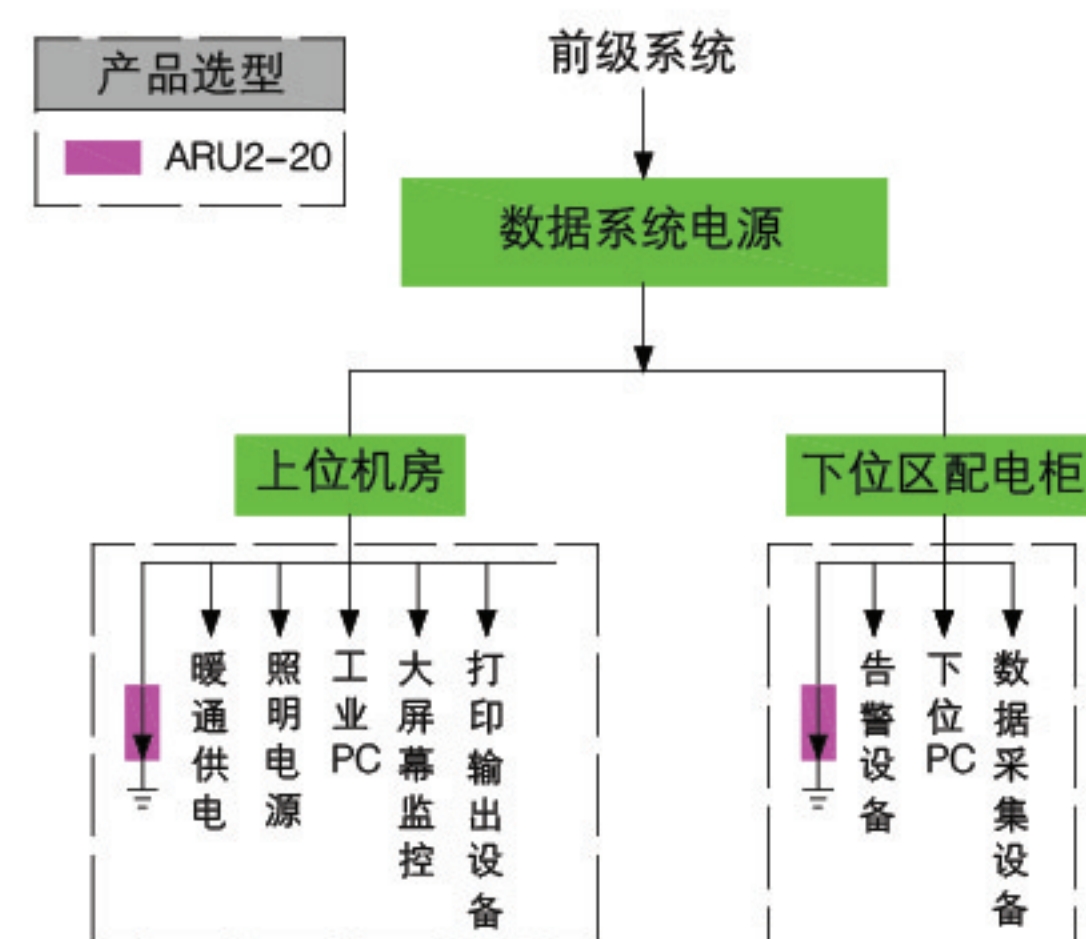 产品选型
ARU2-20
前级系统
数据系统电源
上位机房
下位区配电柜
暖通供电
照明电源
工业PC
大屏幕监控
打印输出设备
告警设备
下位PC
数据采集设备